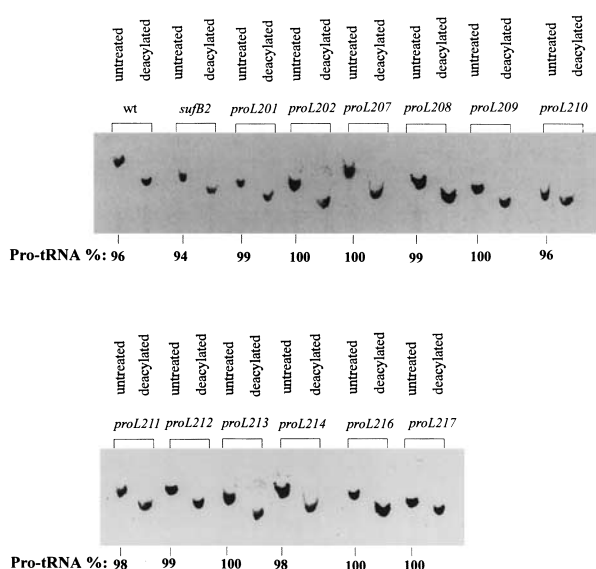 untreated deacylated untreated deacylated untreated deacylated untreated deacylated untreated deacylated untreated deacylated untreated deacylated untreated deacylated
wt sufB2 proL201 proL202 proL207 proL208 proL209 proL210
Pro-tRNA %: 96 94 99 100 100 99 100 96
untreated deacylated untreated deacylated untreated deacylated untreated deacylated untreated deacylated untreated deacylated
proL211 proL212 proL213 proL214 proL216 proL217
Pro-tRNA %: 98 99 100 98 100 100